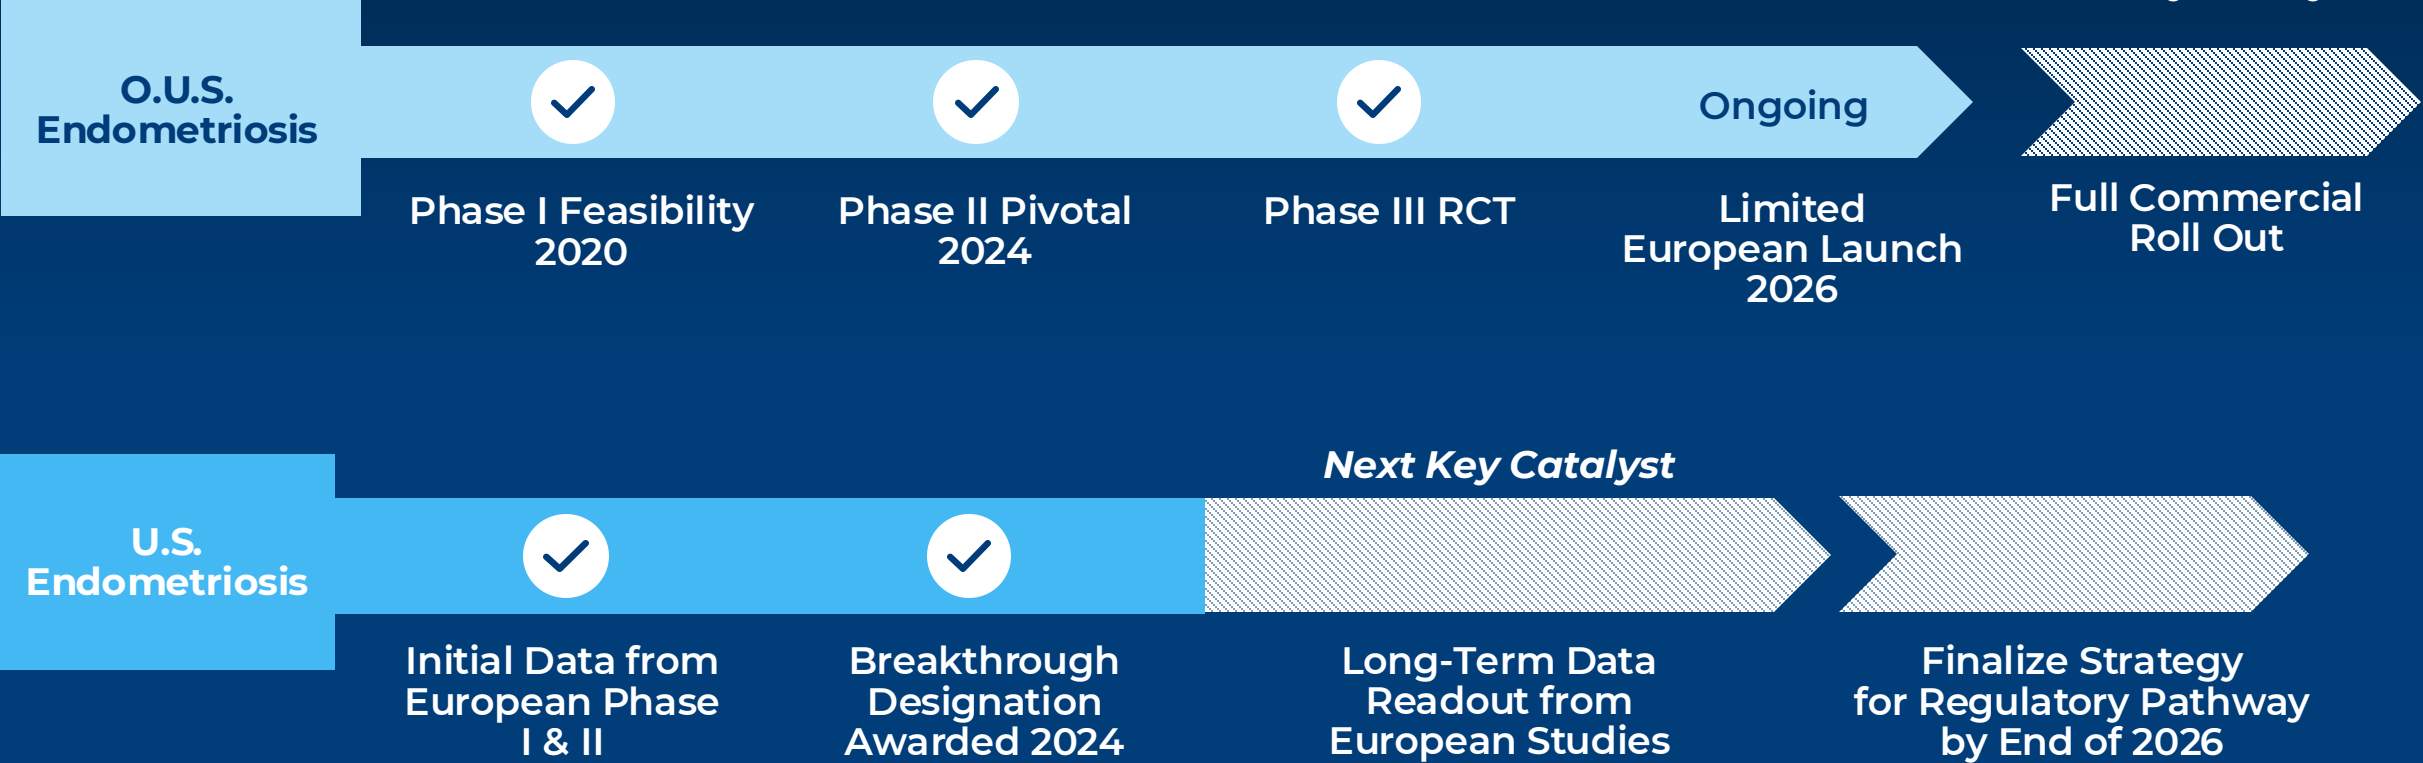 O.U.S.
Endometriosis
Ongoing
Phase I Feasibility
2020
Phase II Pivotal
2024
Phase III RCT
Limited
European Launch
2026
Full Commercial
Roll Out
Next Key Catalyst
U.S.
Endometriosis
Initial Data from
European Phase
I & II
Breakthrough
Designation
Awarded 2024
Long-Term Data
Readout from
European Studies
Finalize Strategy
for Regulatory Pathway
by End of 2026